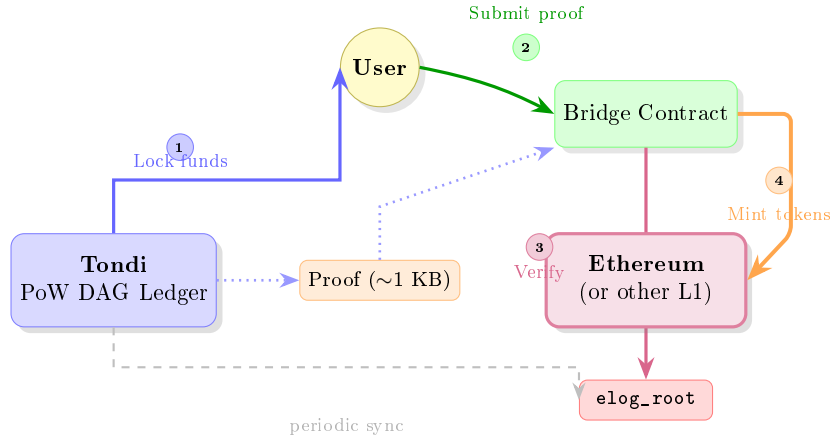 Submit proof
2
User
Bridge Contract
1
Lock funds
4
Mint tokens
Tondi
PoW DAG Ledger
Proof (~1 KB)
3
Verify
Ethereum
(or other L1)
elog_root
periodic sync